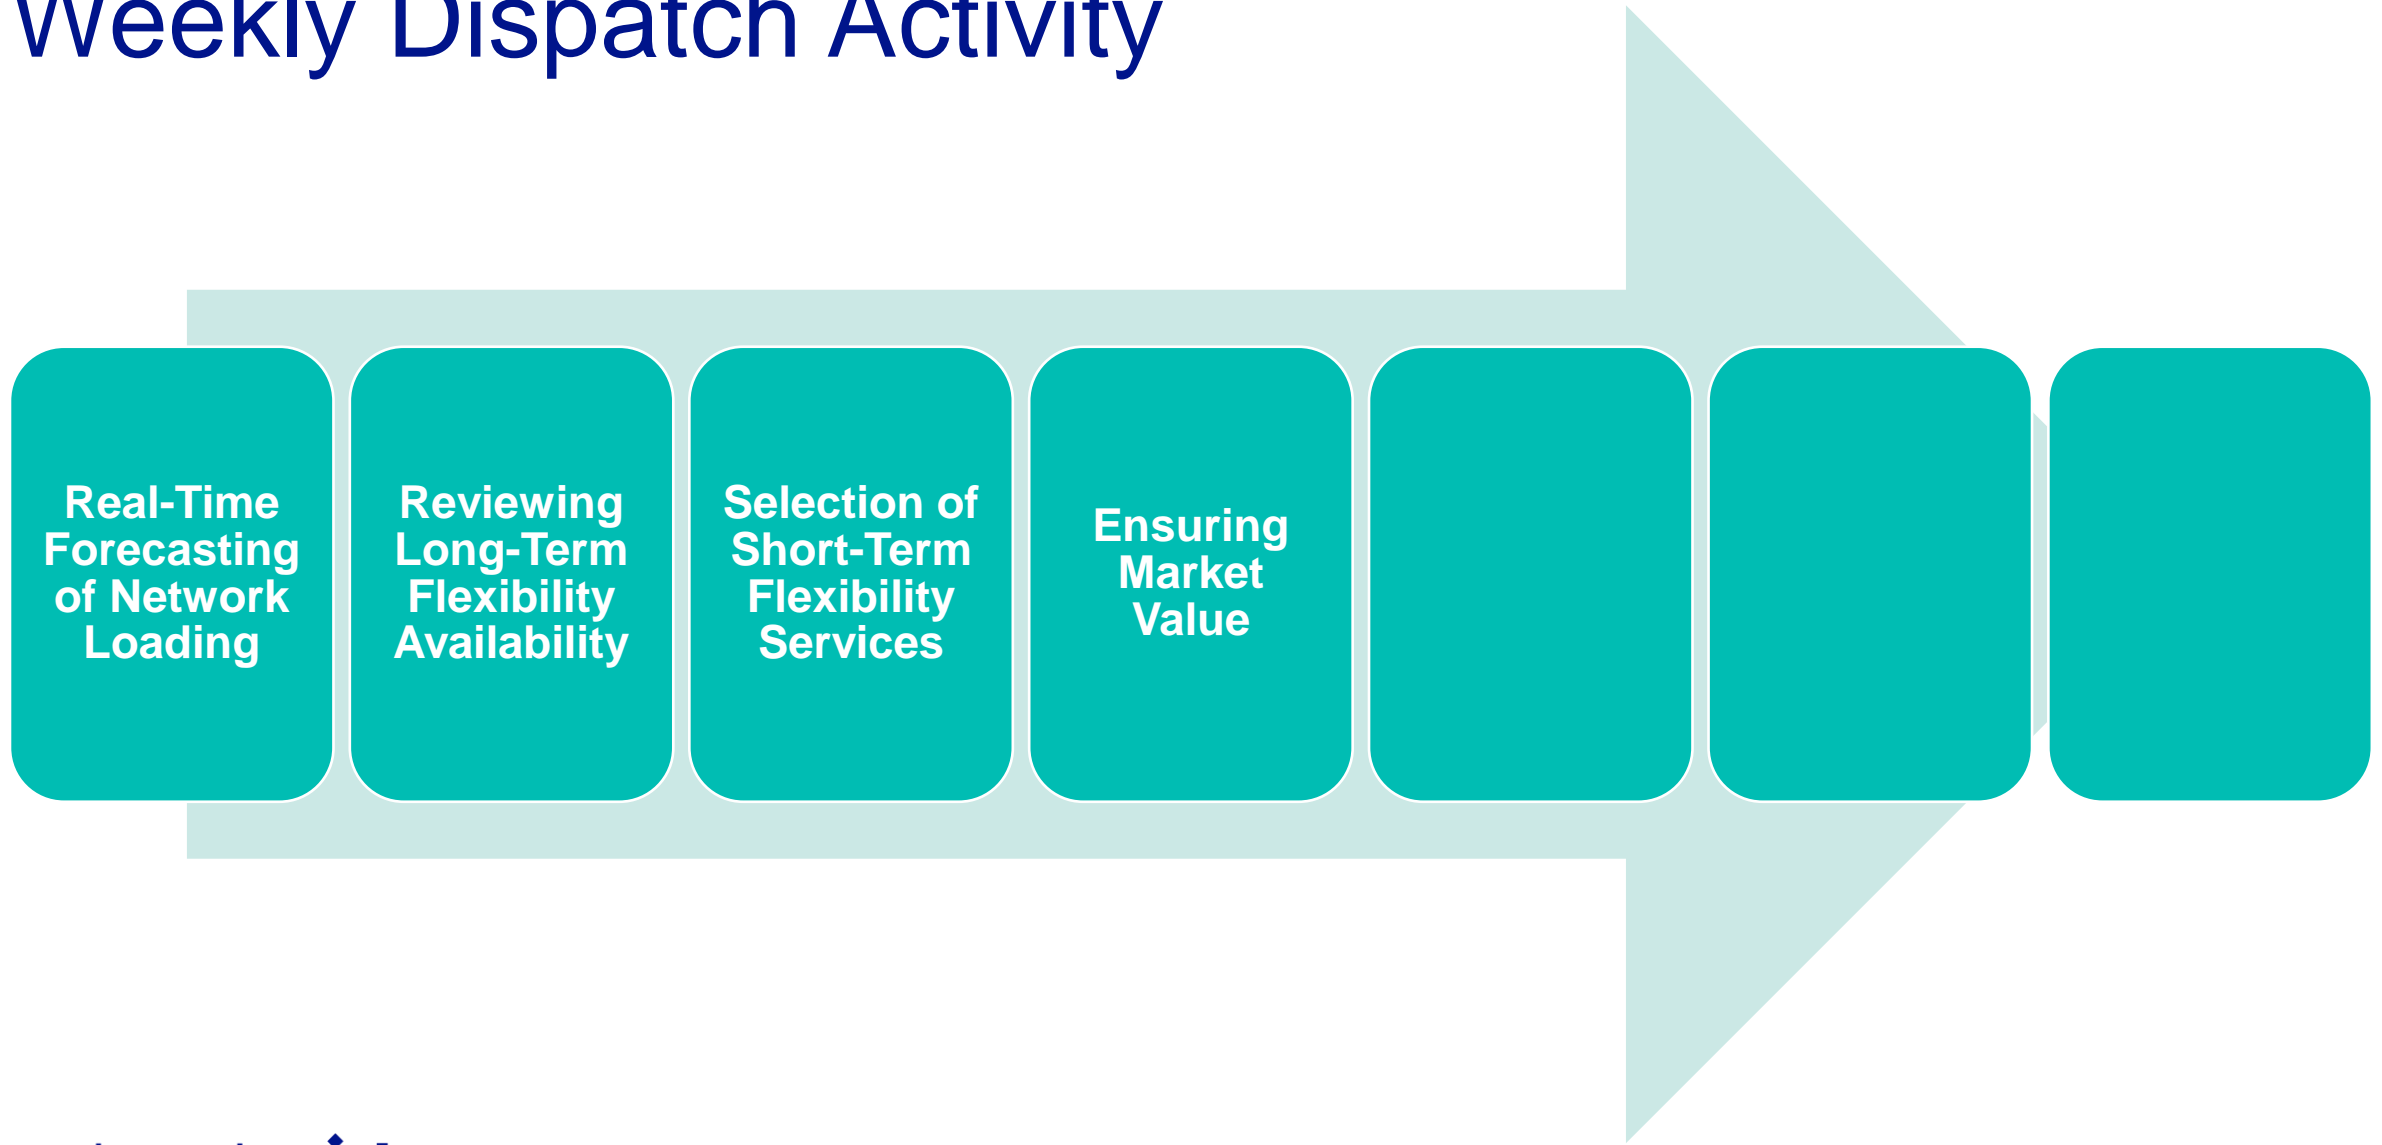 Weekly Dispatch Activity
Real-Time
Forecasting
of Network
Loading
Reviewing
Long-Term
Flexibility
Availability
Selection of
Short-Term
Flexibility
Services
Ensuring
Market
Value